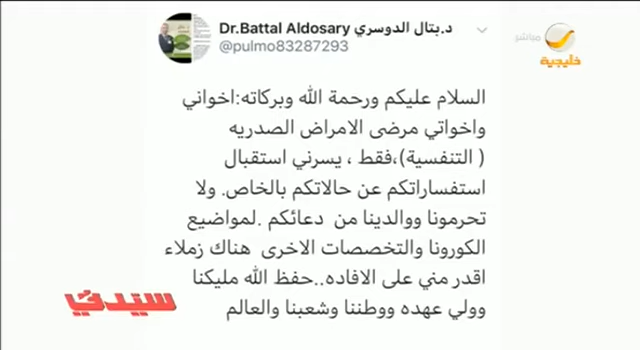 Dr.Battal Aldosary د.بتال الدوسري
@pulmo83287293
مباشر
خليجية
السلام عليكم ورحمة الله وبركاته:اخواني
واخواتي مرضى الامراض الصدريه
( التنفسية)،فقط ، يسرني استقبال
استفساراتكم عن حالاتكم بالخاص. ولا
تحرمونا ووالدينا من دعائكم .لمواضيع
الكورونا والتخصصات الاخرى هناك زملاء
اقدر مني على الافاده..حفظ الله مليكنا
وولي عهده ووطننا وشعبنا والعالم
سيدتي